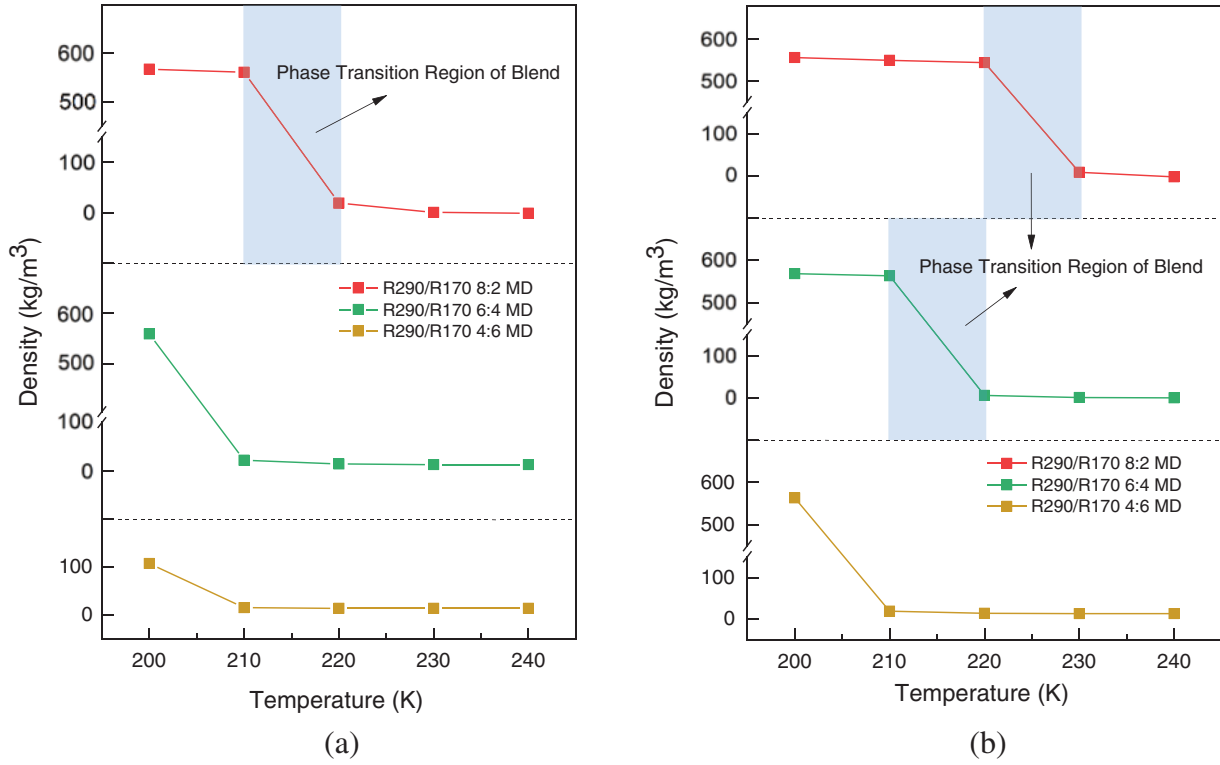 600
500
100
0
Phase Transition Region of Blend
R290/R170 8:2 MD
R290/R170 6:4 MD
R290/R170 4:6 MD
600
500
100
0
100
0
Density (kg/m³)
200 210 220 230 240
Temperature (K)
(a)
600
500
100
0
600
500
100
0
Phase Transition Region of Blend
R290/R170 8:2 MD
R290/R170 6:4 MD
R290/R170 4:6 MD
600
500
100
0
Density (kg/m³)
200 210 220 230 240
Temperature (K)
(b)